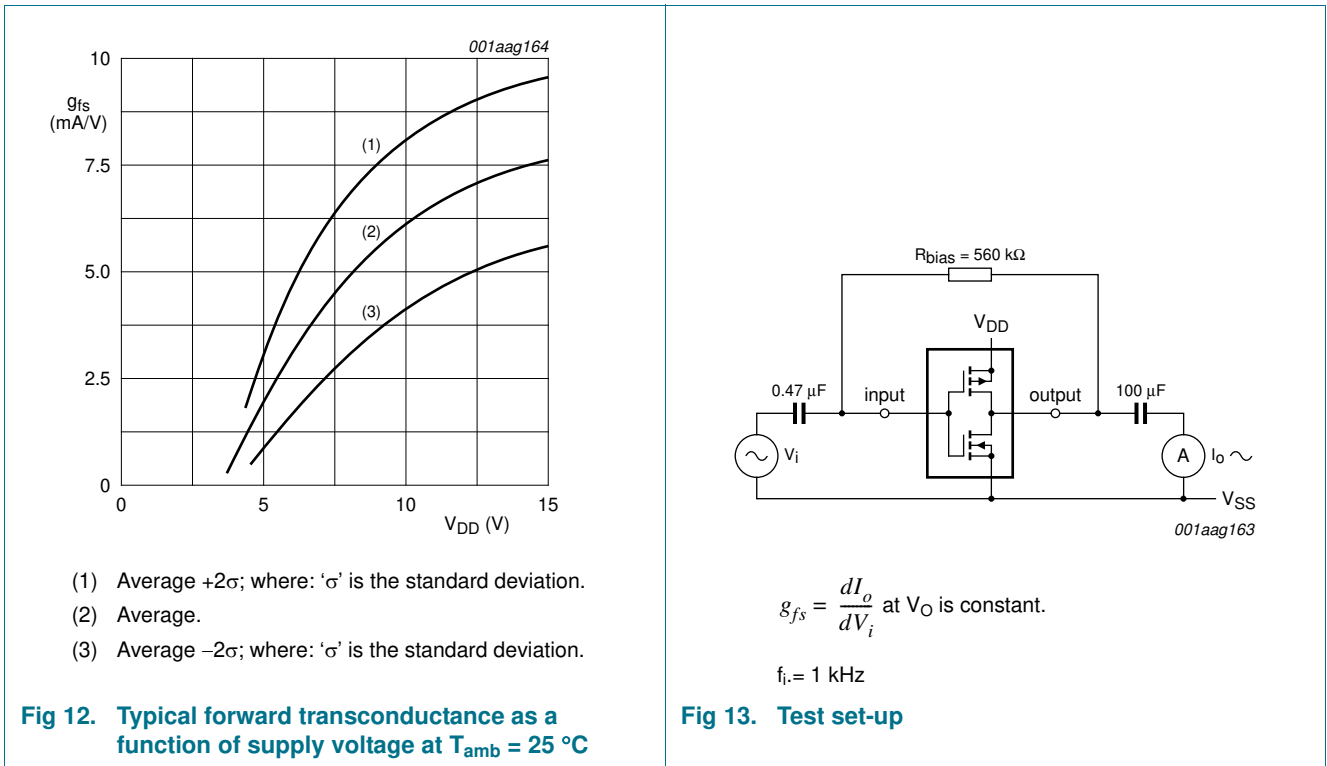 001aag164
10
gfs
(mA/V)
7.5
5.0
2.5
0
(1)
(2)
(3)
0 5 10 15
VDD (V)
(1) Average +2σ; where: ‘σ’ is the standard deviation.
(2) Average.
(3) Average −2σ; where: ‘σ’ is the standard deviation.
Fig 12. Typical forward transconductance as a
function of supply voltage at Tamb = 25 °C
Rbias = 560 kΩ
VDD
0.47 μF
input
output
100 μF
Vi
A
Io
VSS
001aag163
gfs = dIo/dVi at VO is constant.
fi.= 1 kHz
Fig 13. Test set-up